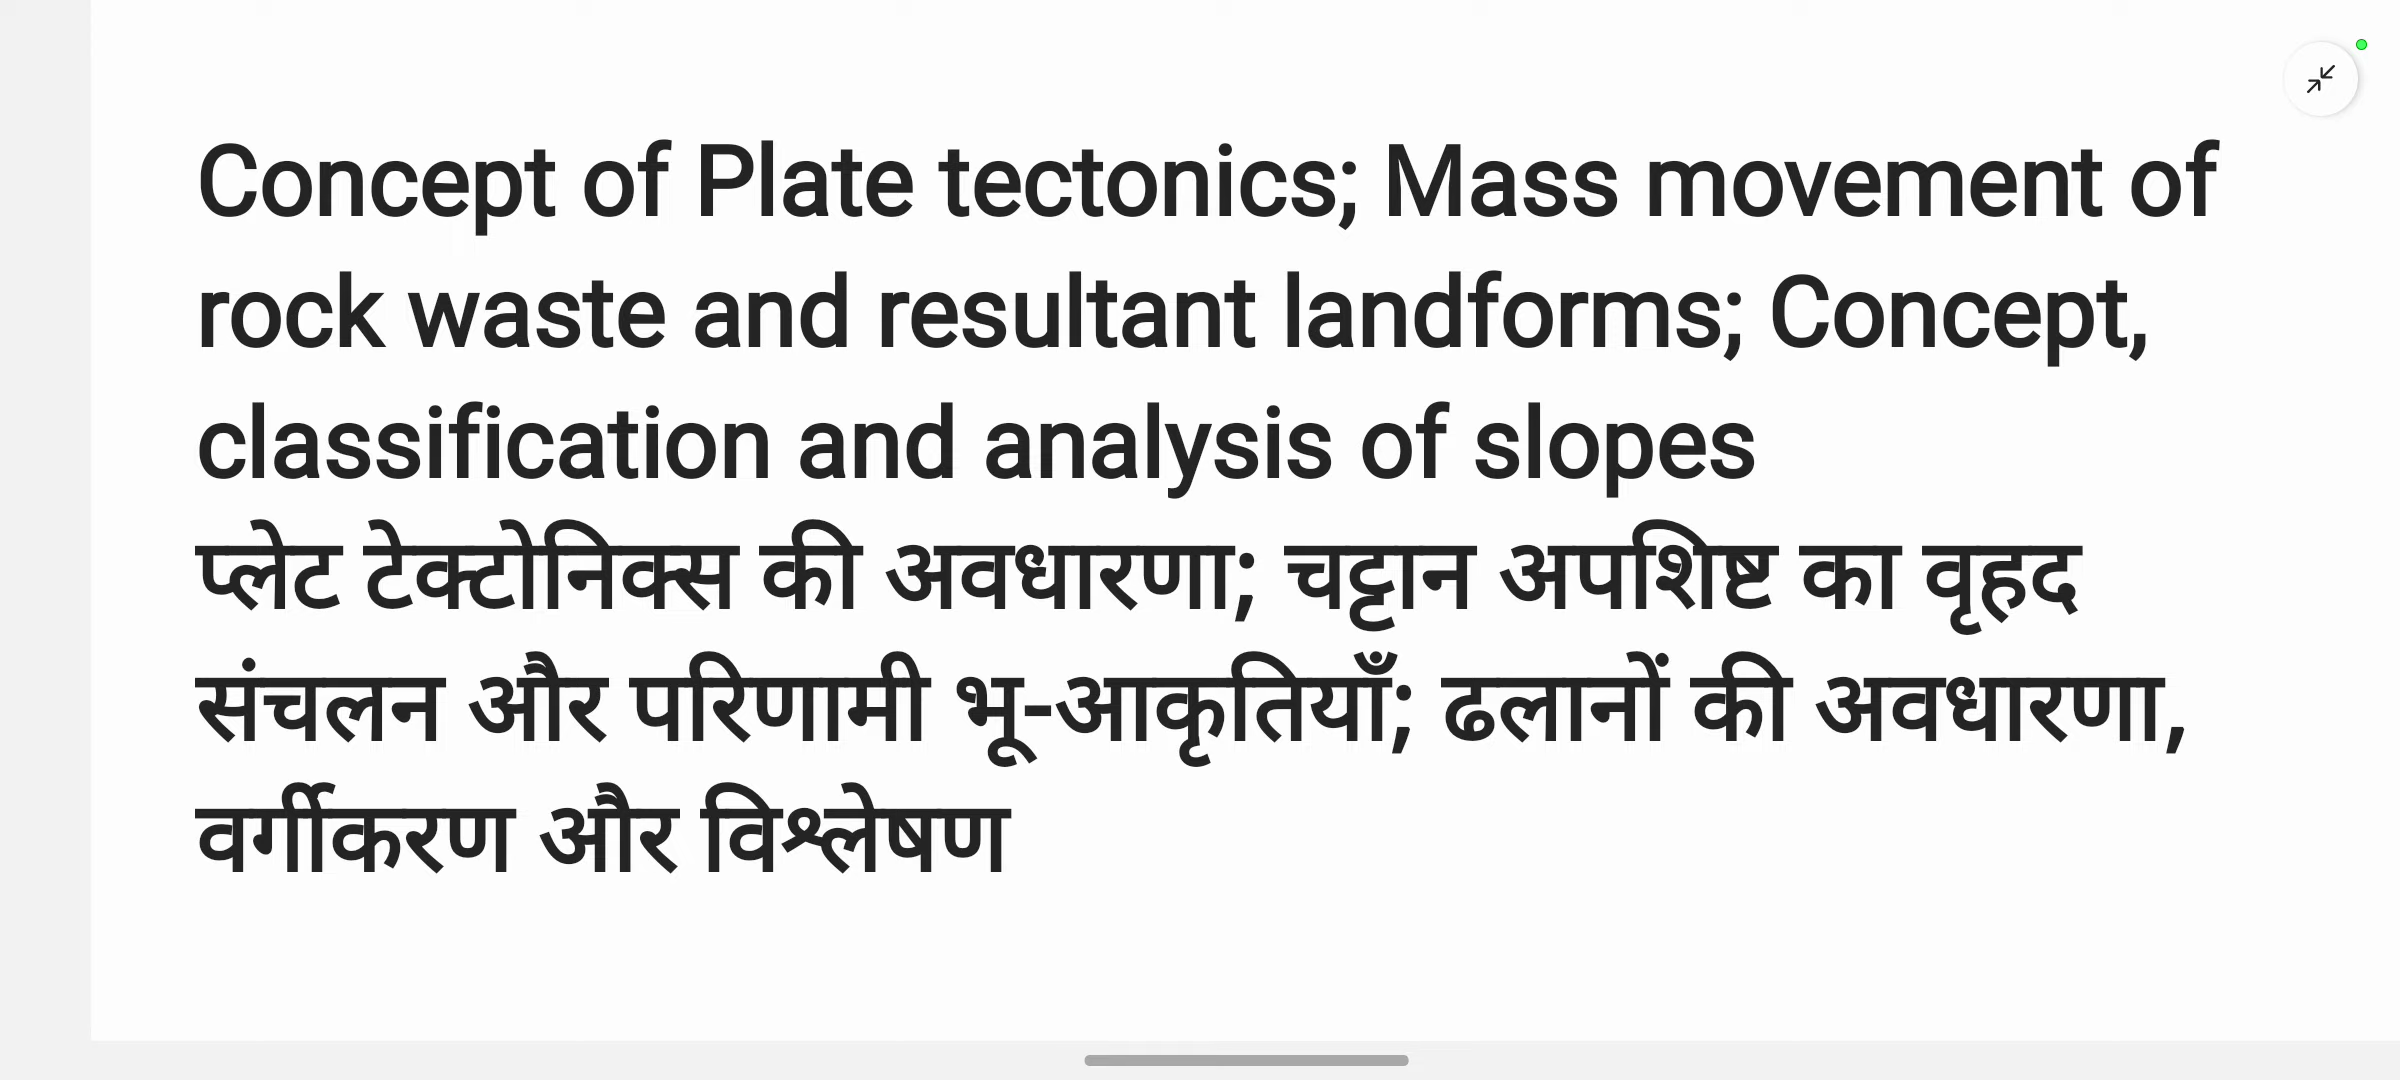 Concept of Plate tectonics; Mass movement of
rock waste and resultant landforms; Concept,
classification and analysis of slopes
प्लेट टेक्टोनिक्स की अवधारणा; चट्टान अपशिष्ट का वृहद
संचलन और परिणामी भू-आकृतियाँ; ढलानों की अवधारणा,
वर्गीकरण और विश्लेषण